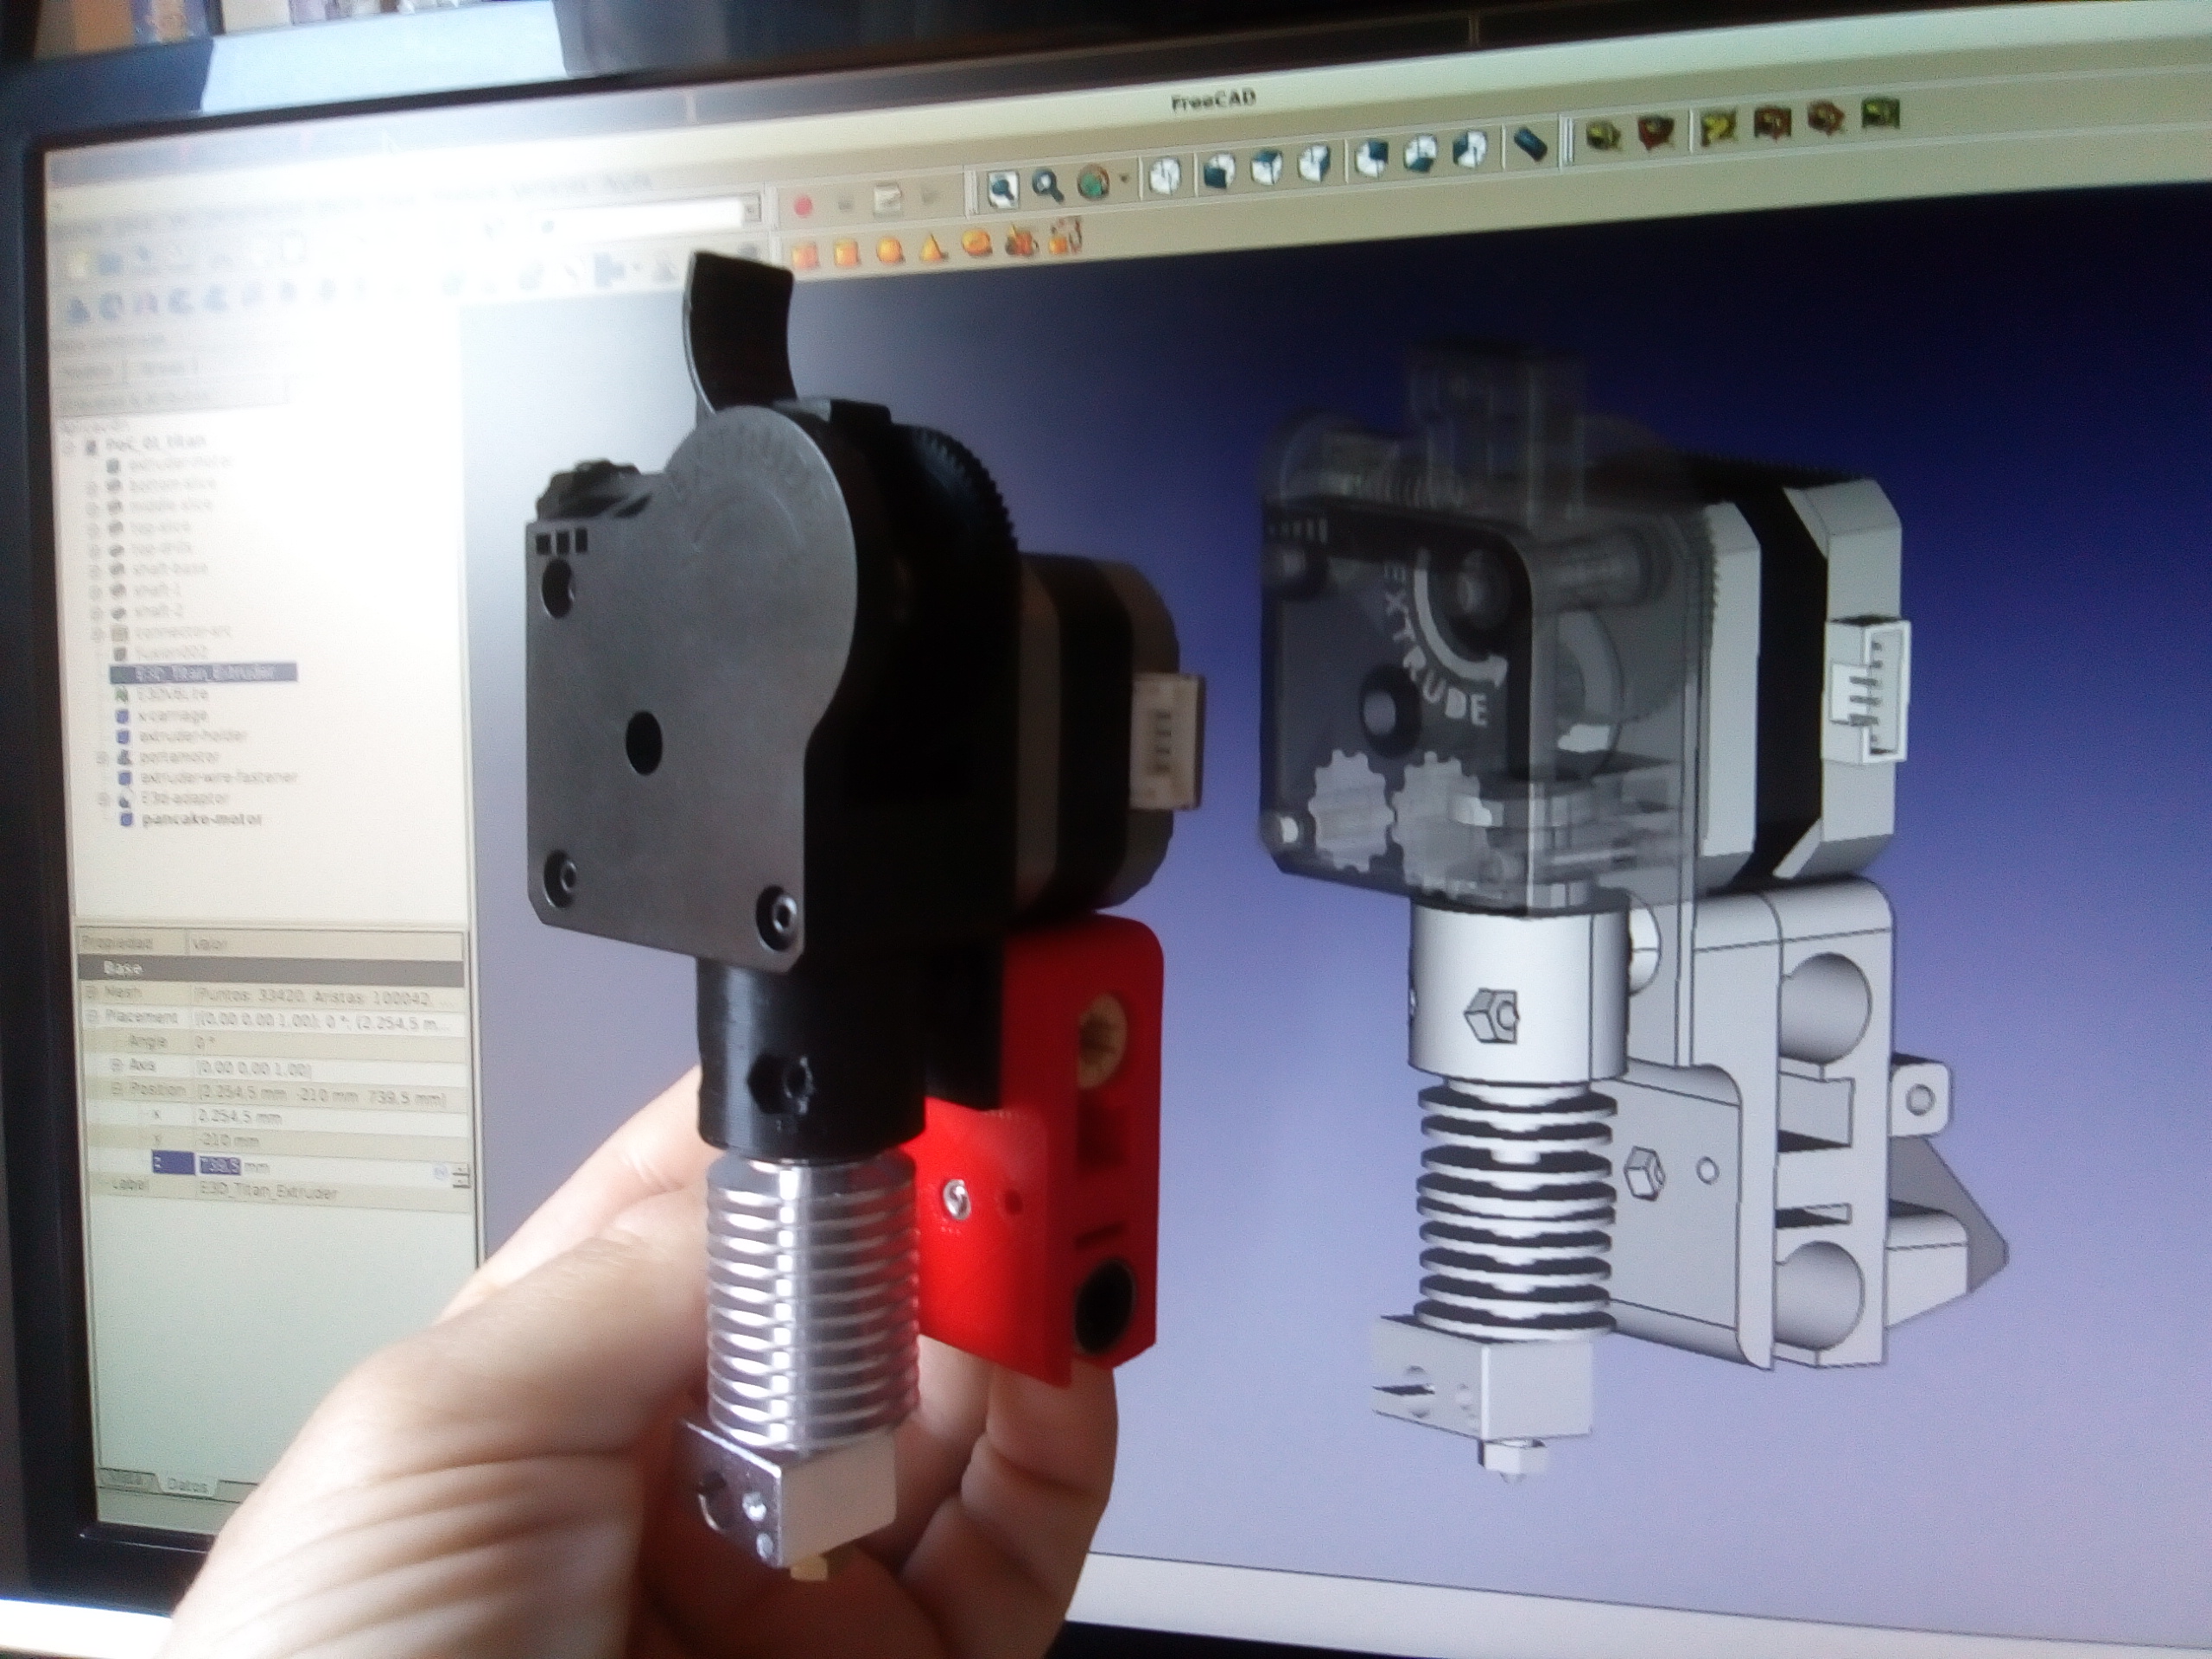 FreeCAD
PoC_01_titan
extruder-motor
bottom-slice
middle-slice
top-slice
top-drills
shaft-base
shaft-1
shaft-2
connector-src
Fusion002
E3D_Titan_Extruder
E3DV6Lite
x-carriage
extruder-holder
portamotor
extruder-wire-fastener
E3d-adaptor
pancake-motor
Propiedad Valor
Base
Mesh [Puntos: 33420, Aristas: 100042, ...
Placement [(0,00 0,00 1,00); 0 °; (2.254,5 m...
Angle 0 °
Axis [0,00 0,00 1,00]
Position [2.254,5 mm -210 mm 739,5 mm]
x 2.254,5 mm
y -210 mm
z 739,5 mm
Label E3D_Titan_Extruder
Vista Datos
EXTRUDE
EXTRUDE